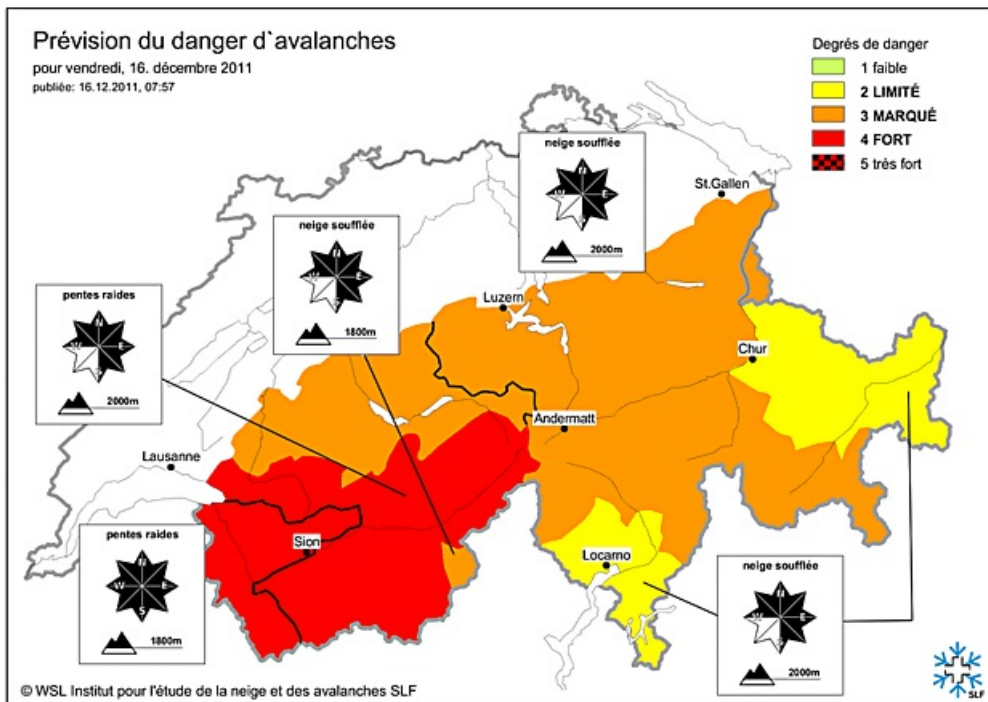 Prévision du danger d`avalanches
pour vendredi, 16. décembre 2011
publiée: 16.12.2011, 07:57
Degrés de danger
1 faible
2 LIMITÉ
3 MARQUÉ
4 FORT
5 très fort
neige soufflée
N
W E
S
2000m
St.Gallen
neige soufflée
N
W E
S
1800m
Luzern
pentes raides
N
W E
S
2000m
Chur
Andermatt
Lausanne
pentes raides
N
W E
S
1800m
Sion
Locarno
neige soufflée
N
W E
S
2000m
© WSL Institut pour l'étude de la neige et des avalanches SLF
SLF